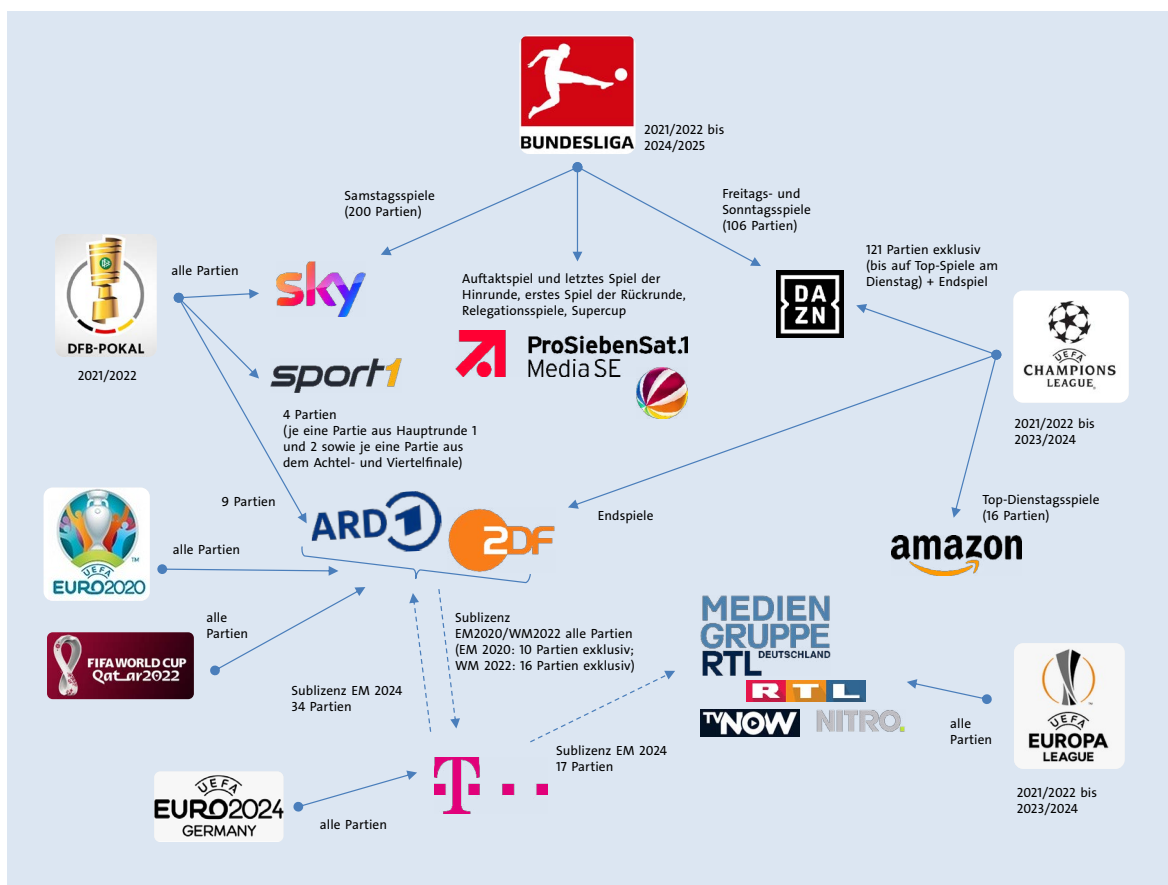 BUNDESLIGA
2021/2022 bis
2024/2025
Samstagsspiele
(200 Partien)
Freitags- und
Sonntagsspiele
(106 Partien)
DFB-POKAL
2021/2022
alle Partien
sky
Auftaktspiel und letztes Spiel der
Hinrunde, erstes Spiel der Rückrunde,
Relegationsspiele, Supercup
ProSiebenSat.1
Media SE
DA
ZN
121 Partien exklusiv
(bis auf Top-Spiele am
Dienstag) + Endspiel
UEFA
CHAMPIONS
LEAGUE
2021/2022 bis
2023/2024
sport1
4 Partien
(je eine Partie aus Hauptrunde 1
und 2 sowie je eine Partie aus
dem Achtel- und Viertelfinale)
9 Partien
ARD 1
2DF
Endspiele
Top-Dienstagsspiele
(16 Partien)
amazon
UEFA
EURO2020
alle Partien
FIFA WORLD CUP
Qatar2022
alle
Partien
Sublizenz
EM2020/WM2022 alle Partien
(EM 2020: 10 Partien exklusiv;
WM 2022: 16 Partien exklusiv)
Sublizenz EM 2024
34 Partien
MEDIEN
GRUPPE
RTL DEUTSCHLAND
RTL
TVNOW NITRO.
alle
Partien
UEFA
EUROPA
LEAGUE
2021/2022 bis
2023/2024
Sublizenz EM 2024
17 Partien
T
UEFA
EURO2024
GERMANY
alle Partien